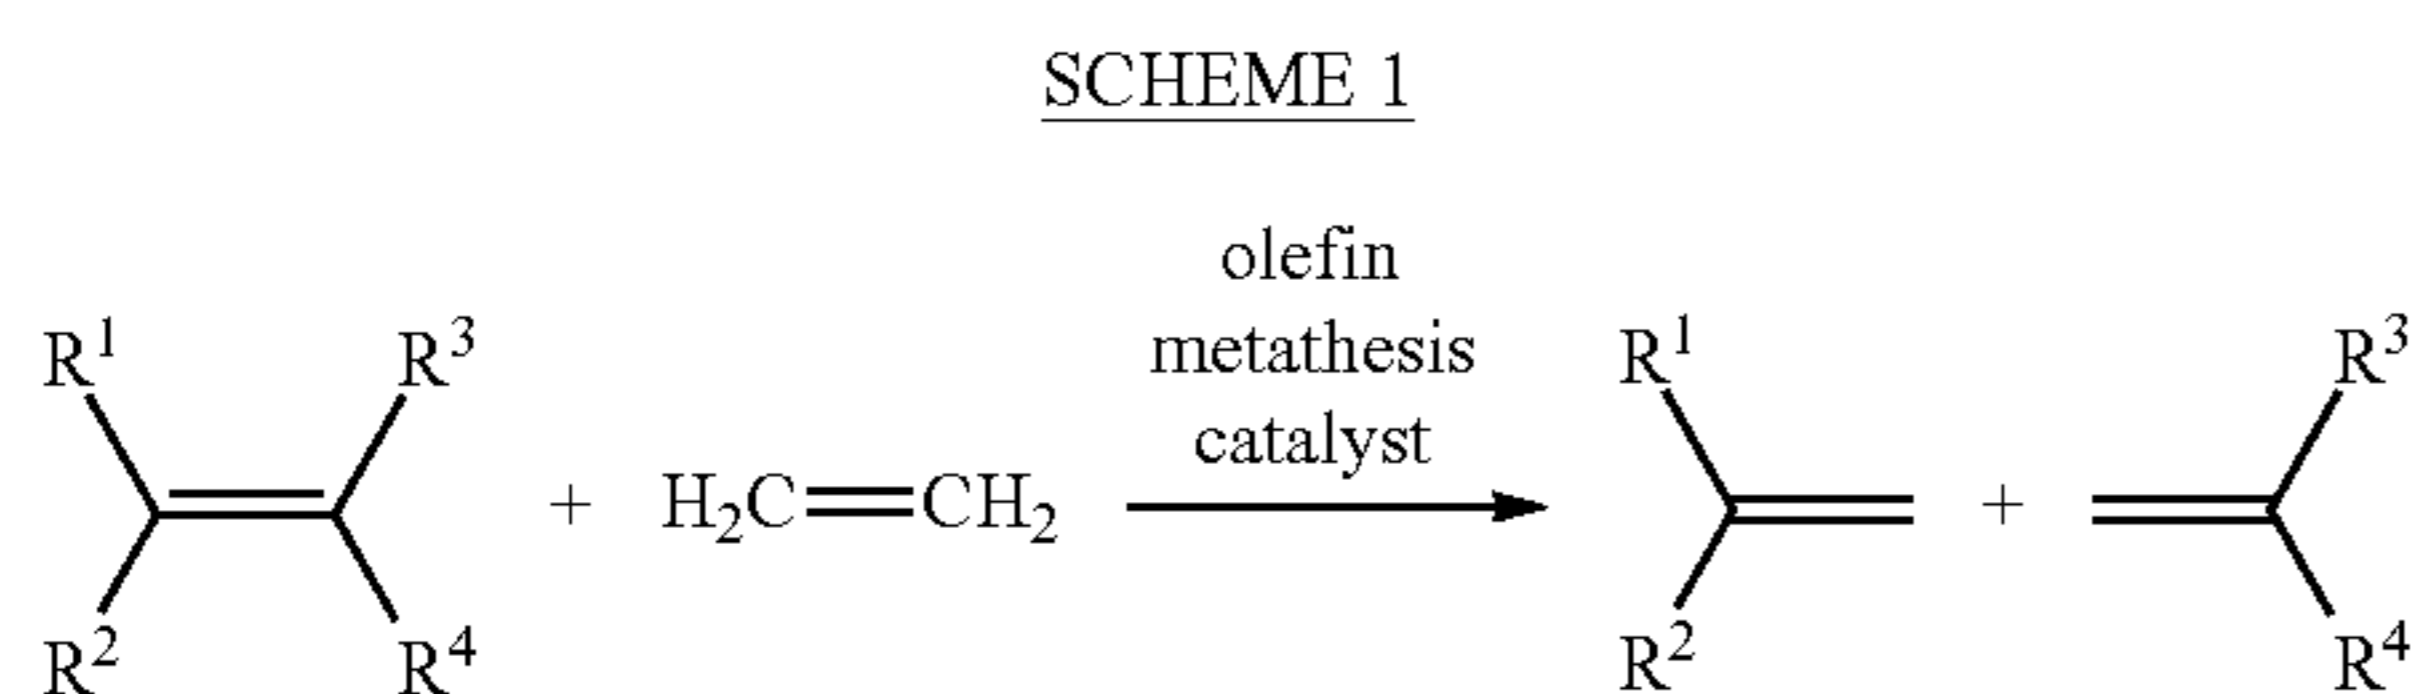 SCHEME 1
olefin
metathesis
catalyst
R¹ R³ + H₂C=CH₂ R¹ + R³
R² R⁴ R² R⁴